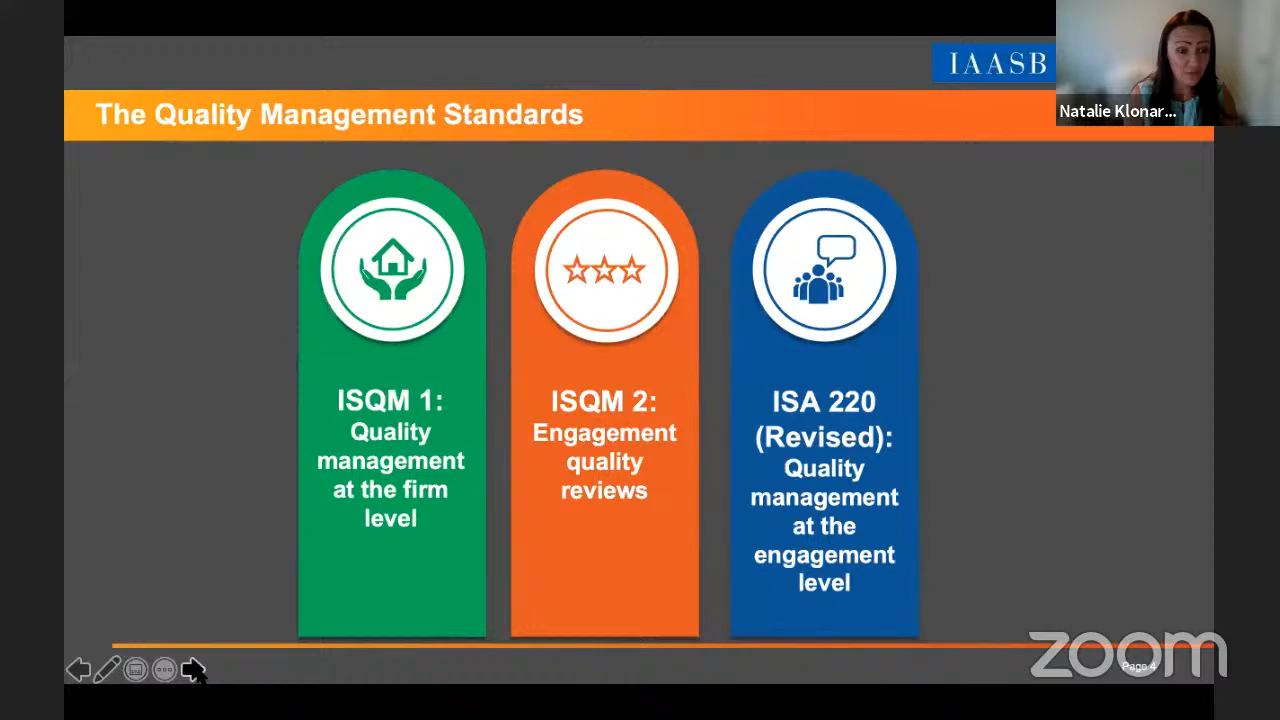 IAASB
The Quality Management Standards
Natalie Klonar...
ISQM 1:
Quality
management
at the firm
level
ISQM 2:
Engagement
quality
reviews
ISA 220
(Revised):
Quality
management
at the
engagement
level
zoom
Page 4